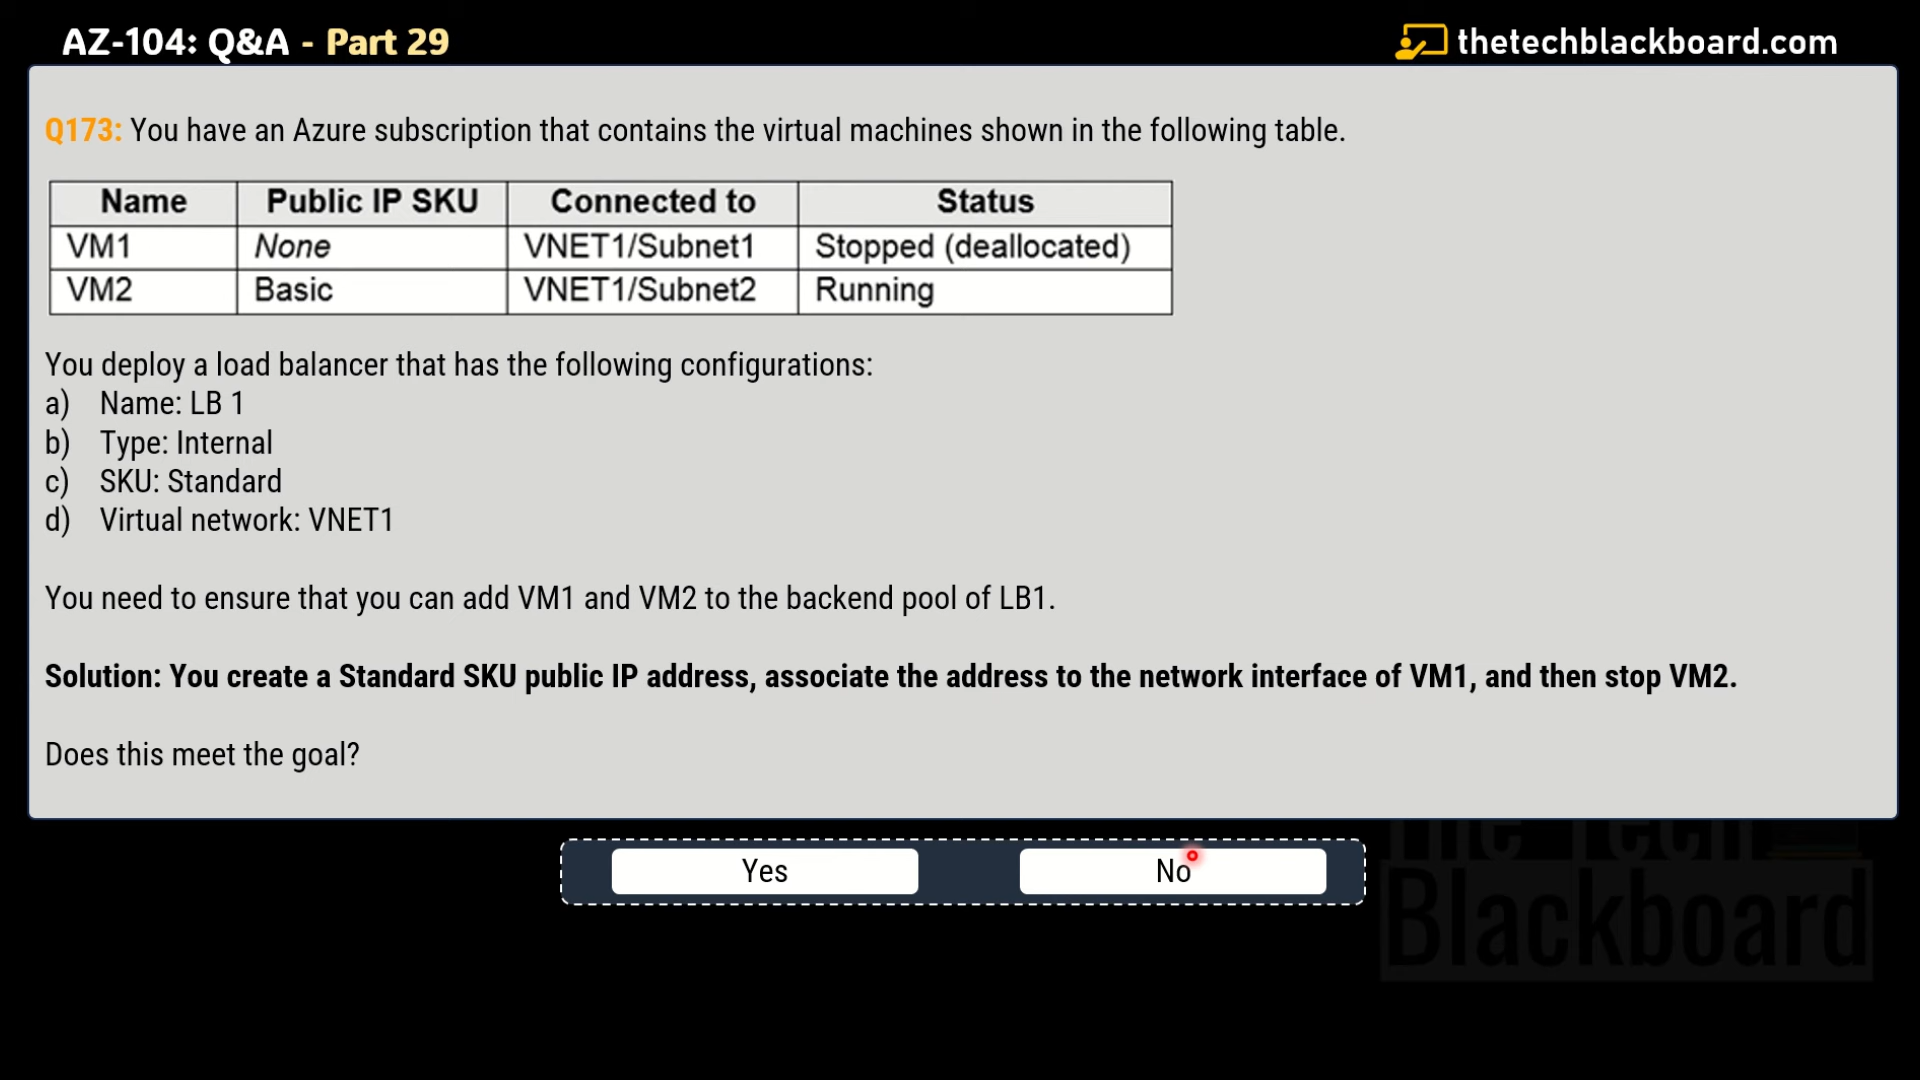 AZ-104: Q&A - Part 29
thetechblackboard.com
Q173: You have an Azure subscription that contains the virtual machines shown in the following table.
Name Public IP SKU Connected to Status
VM1 None VNET1/Subnet1 Stopped (deallocated)
VM2 Basic VNET1/Subnet2 Running
You deploy a load balancer that has the following configurations:
a) Name: LB 1
b) Type: Internal
c) SKU: Standard
d) Virtual network: VNET1
You need to ensure that you can add VM1 and VM2 to the backend pool of LB1.
Solution: You create a Standard SKU public IP address, associate the address to the network interface of VM1, and then stop VM2.
Does this meet the goal?
Yes No
The Tech
Blackboard